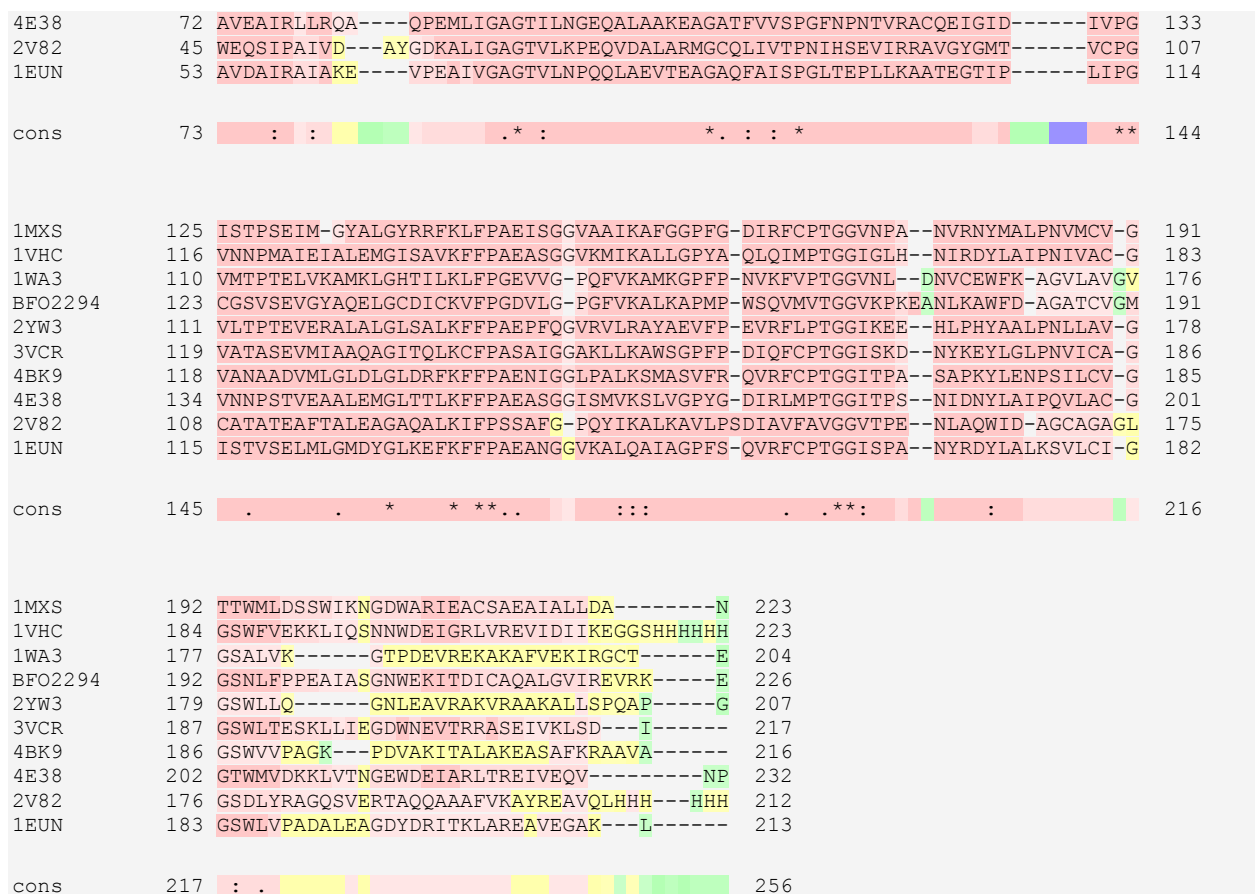 4E38 72 AVEAIRLLRQA----QPEMLIGAGTILNGEQALAAKEAGATFVVSPGFNPNTVRACQEIGID------IVPG 133
2V82 45 WEQSIPAIVD---AYGDKALIGAGTVLKPEQVDALARMGCQLIVTPNIHSEVIRRAVGYGMT------VCPG 107
1EUN 53 AVDAIRAIAKE----VPEAIVGAGTVLNPQQLAEVTEAGAQFAISPGLTEPLLKAATEGTIP------LIPG 114
cons 73 : : .* : *. : : * ** 144
1MXS 125 ISTPSEIM-GYALGYRRFKLFPAEISGGVAAIKAFGGPFG-DIRFCPTGGVNPA--NVRNYMALPNVMCV-G 191
1VHC 116 VNNPMAIEIALEMGISAVKFFPAEASGGVKMIKALLGPYA-QLQIMPTGGIGLH--NIRDYLAIPNIVAC-G 183
1WA3 110 VMTPTELVKAMKLGHTILKLFPGEVVG-PQFVKAMKGPFP-NVKFVPTGGVNL--DNVCEWFK-AGVLAVGV 176
BFO2294 123 CGSVSEVGYAQELGCDICKVFPGDVLG-PGFVKALKAPMP-WSQVMVTGGVKPKEANLKAWFD-AGATCVGM 191
2YW3 111 VLTPTEVERALALGLSALKFFPAEPFQGVRVLRAYAEVFP-EVRFLPTGGIKEE--HLPHYAALPNLLAV-G 178
3VCR 119 VATASEVMIAAQAGITQLKCFPASAIGGAKLLKAWSGPFP-DIQFCPTGGISKD--NYKEYLGLPNVICA-G 186
4BK9 118 VANAADVMLGLDLGLDRFKFFPAENIGGLPALKSMASVFR-QVRFCPTGGITPA--SAPKYLENPSILCV-G 185
4E38 134 VNNPSTVEAALEMGLTTLKFFPAEASGGISMVKSLVGPYG-DIRLMPTGGITPS--NIDNYLAIPQVLAC-G 201
2V82 108 CATATEAFTALEAGAQALKIFPSSAFG-PQYIKALKAVLPSDIAVFAVGGVTPE--NLAQWID-AGCAGAGL 175
1EUN 115 ISTVSELMLGMDYGLKEFKFFPAEANGGVKALQAIAGPFS-QVRFCPTGGISPA--NYRDYLALKSVLCI-G 182
cons 145 . . * * **.. ::: . .**: : 216
1MXS 192 TTWMLDSSWIKNGDWARIEACSAEAIALLDA--------N 223
1VHC 184 GSWFVEKKLIQSNNWDEIGRLVREVIDIIKEGGSHHHHHH 223
1WA3 177 GSALVK------GTPDEVREKAKAFVEKIRGCT------E 204
BFO2294 192 GSNLFPPEAIASGNWEKITDICAQALGVIREVRK-----E 226
2YW3 179 GSWLLQ------GNLEAVRAKVRAAKALLSPQAP-----G 207
3VCR 187 GSWLTESKLLIEGDWNEVTRRASEIVKLSD---I------ 217
4BK9 186 GSWVVPAGK---PDVAKITALAKEASAFKRAAVA------ 216
4E38 202 GTWMVDKKLVTNGEWDEIARLTREIVEQV---------NP 232
2V82 176 GSDLYRAGQSVERTAQQAAAFVKAYREAVQLHHH---HHH 212
1EUN 183 GSWLVPADALEAGDYDRITKLAREAVEGAK---L------ 213
cons 217 : . 256